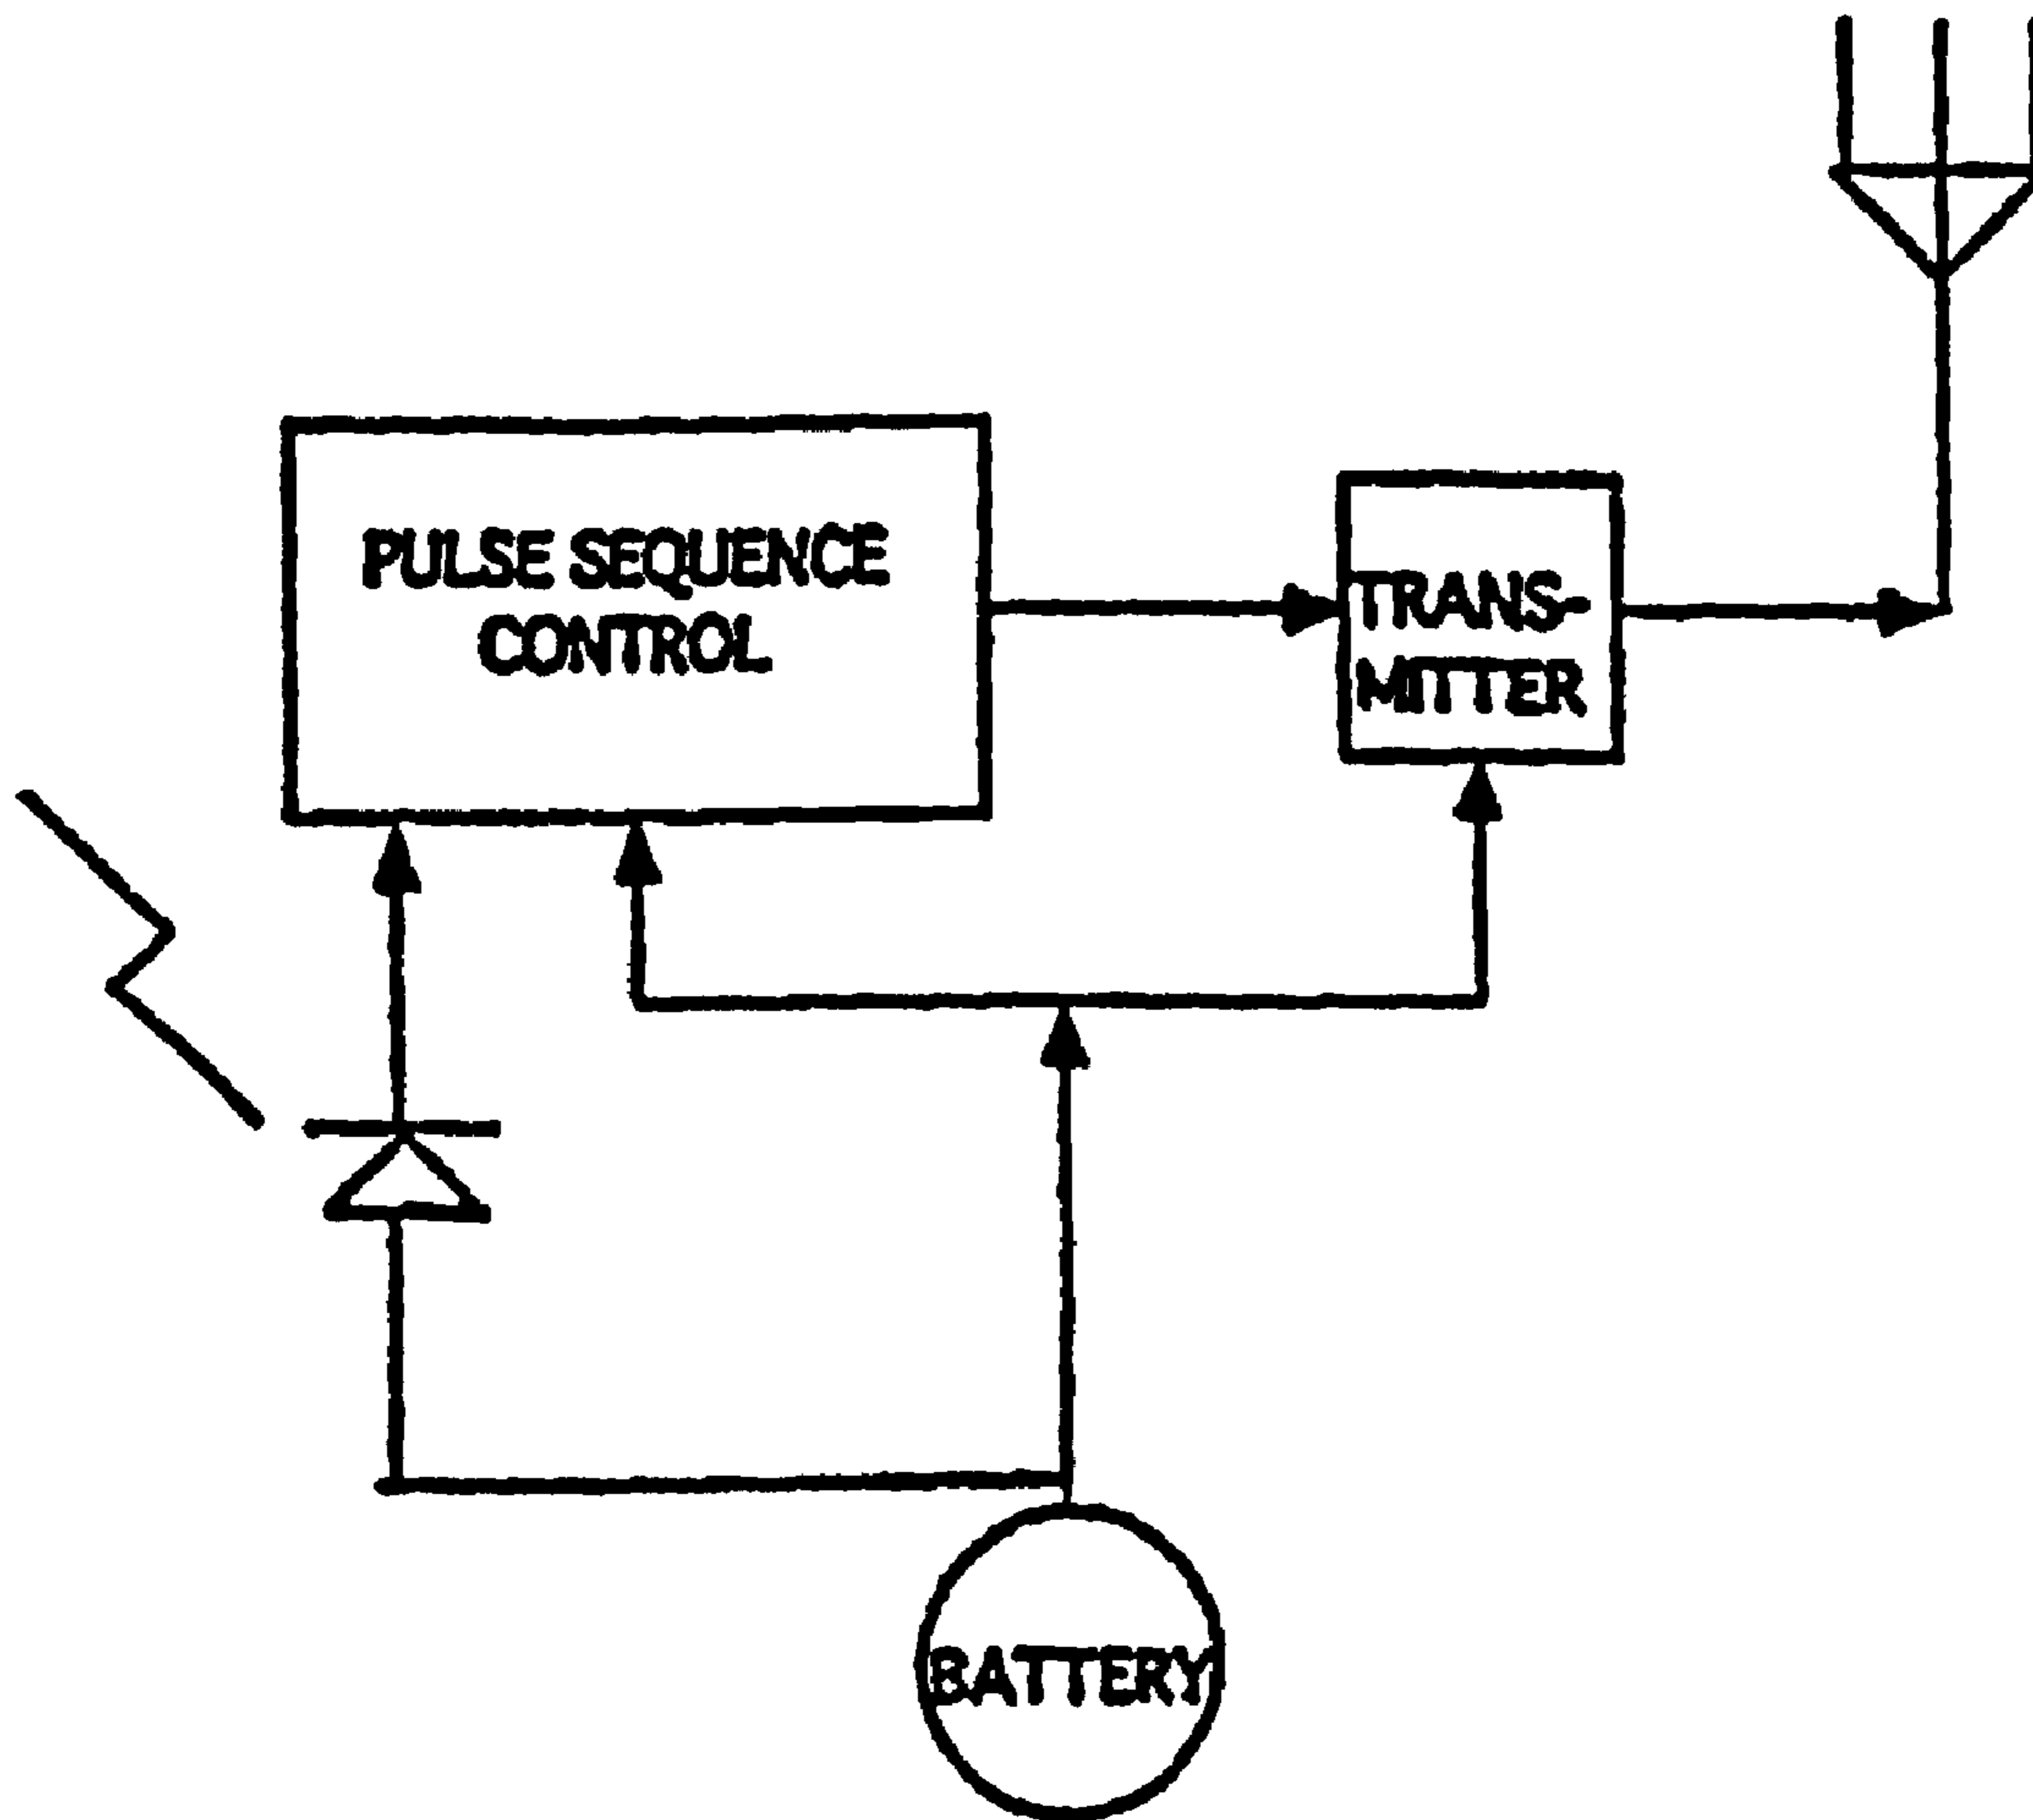 PULSE SEQUENCE
CONTROL
TRANS-
MITTER
BATTERY